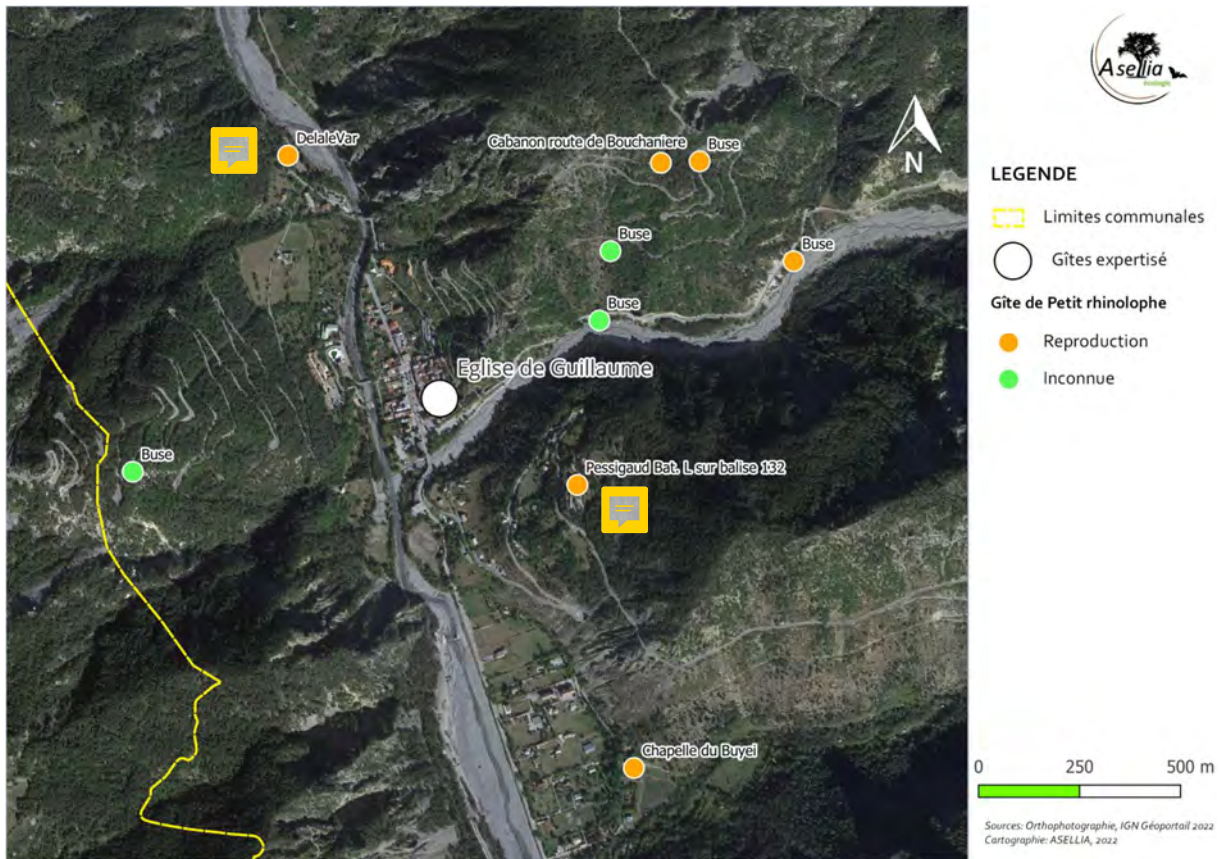 DelaleVar
Cabanon route de Bouchaniere
Buse
Buse
Buse
Buse
Eglise de Guillaume
Buse
Pessigaud Bat. L sur balise 132
Chapelle du Buyei
Asellia
écologie
N
LEGENDE
Limites communales
Gîtes expertisé
Gîte de Petit rhinolophe
Reproduction
Inconnue
0 250 500 m
Sources: Orthophotographie, IGN Géoportail 2022
Cartographie: ASELLIA, 2022